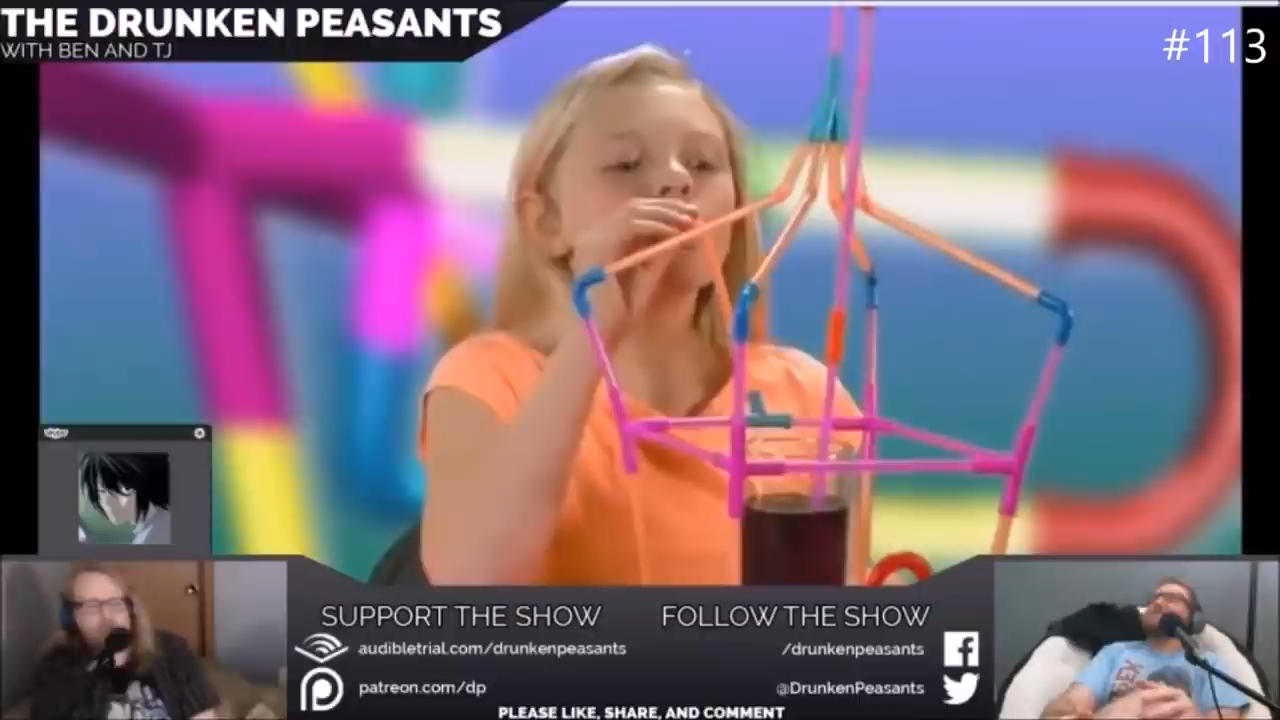 THE DRUNKEN PEASANTS
WITH BEN AND TJ
#113
SUPPORT THE SHOW
audibletrial.com/drunkenpeasants
patreon.com/dp
FOLLOW THE SHOW
/drunkenpeasants
@DrunkenPeasants
PLEASE LIKE, SHARE, AND COMMENT